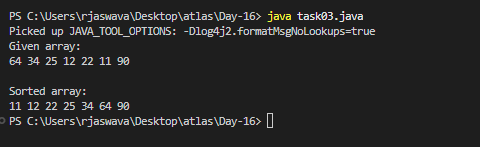 PS C:\Users\rjaswava\Desktop\atlas\Day-16> java task03.java
Picked up JAVA_TOOL_OPTIONS: -Dlog4j2.formatMsgNoLookups=true
Given array:
64 34 25 12 22 11 90
Sorted array:
11 12 22 25 34 64 90
PS C:\Users\rjaswava\Desktop\atlas\Day-16>